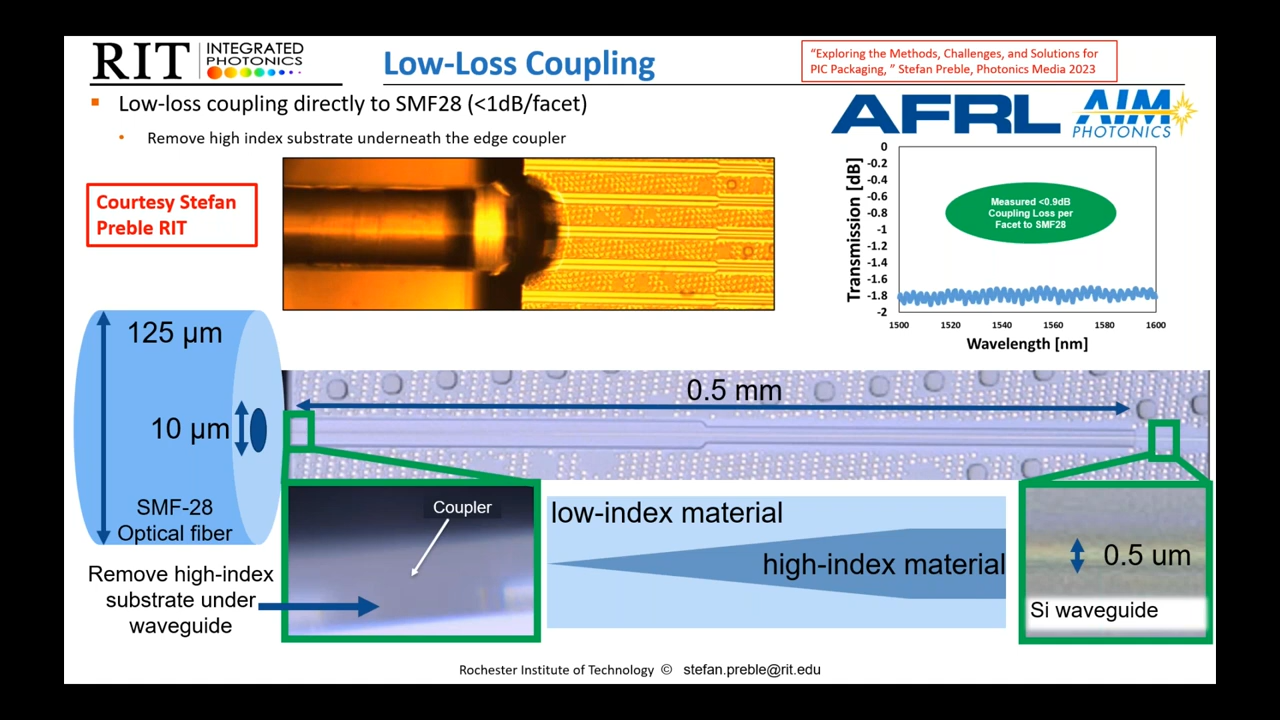 RIT INTEGRATED
PHOTONICS
Low-Loss Coupling
“Exploring the Methods, Challenges, and Solutions for
PIC Packaging, ” Stefan Preble, Photonics Media 2023
Low-loss coupling directly to SMF28 (<1dB/facet)
Remove high index substrate underneath the edge coupler
AFRL
AIM
PHOTONICS
Courtesy Stefan
Preble RIT
Transmission [dB]
0
-0.2
-0.4
-0.6
-0.8
-1
-1.2
-1.4
-1.6
-1.8
-2
Measured <0.9dB
Coupling Loss per
Facet to SMF28
1500 1520 1540 1560 1580 1600
Wavelength [nm]
125 µm
10 µm
SMF-28
Optical fiber
0.5 mm
Coupler
low-index material
high-index material
0.5 um
Si waveguide
Remove high-index
substrate under
waveguide
Rochester Institute of Technology © stefan.preble@rit.edu